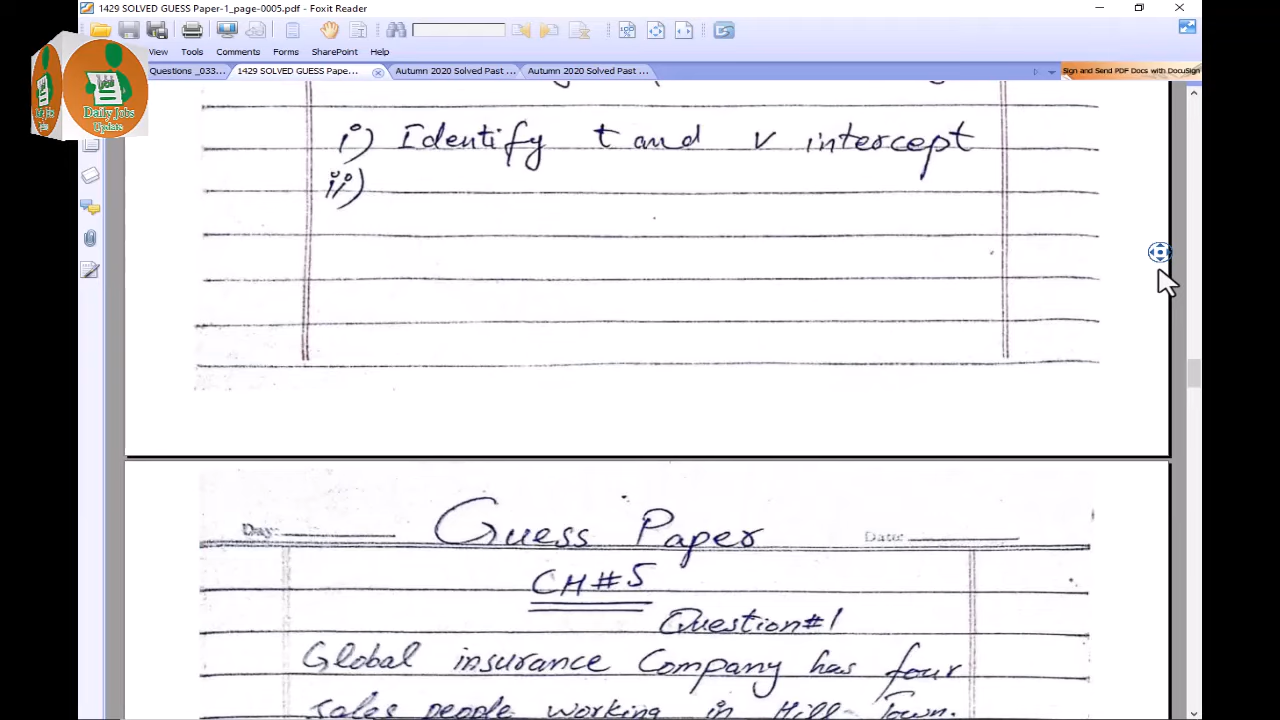 1429 SOLVED GUESS Paper-1_page-0005.pdf - Foxit Reader
View Tools Comments Forms SharePoint Help
Questions _033... 1429 SOLVED GUESS Pape... Autumn 2020 Solved Past ... Autumn 2020 Solved Past ... Sign and Send PDF Docs with DocuSign
Daily Jobs
Update
i) Identify t and v intercept
ii)
Day: Guess Paper Date:
CH#5
Question#1
Global insurance Company has four
sales people working in Hill Town.